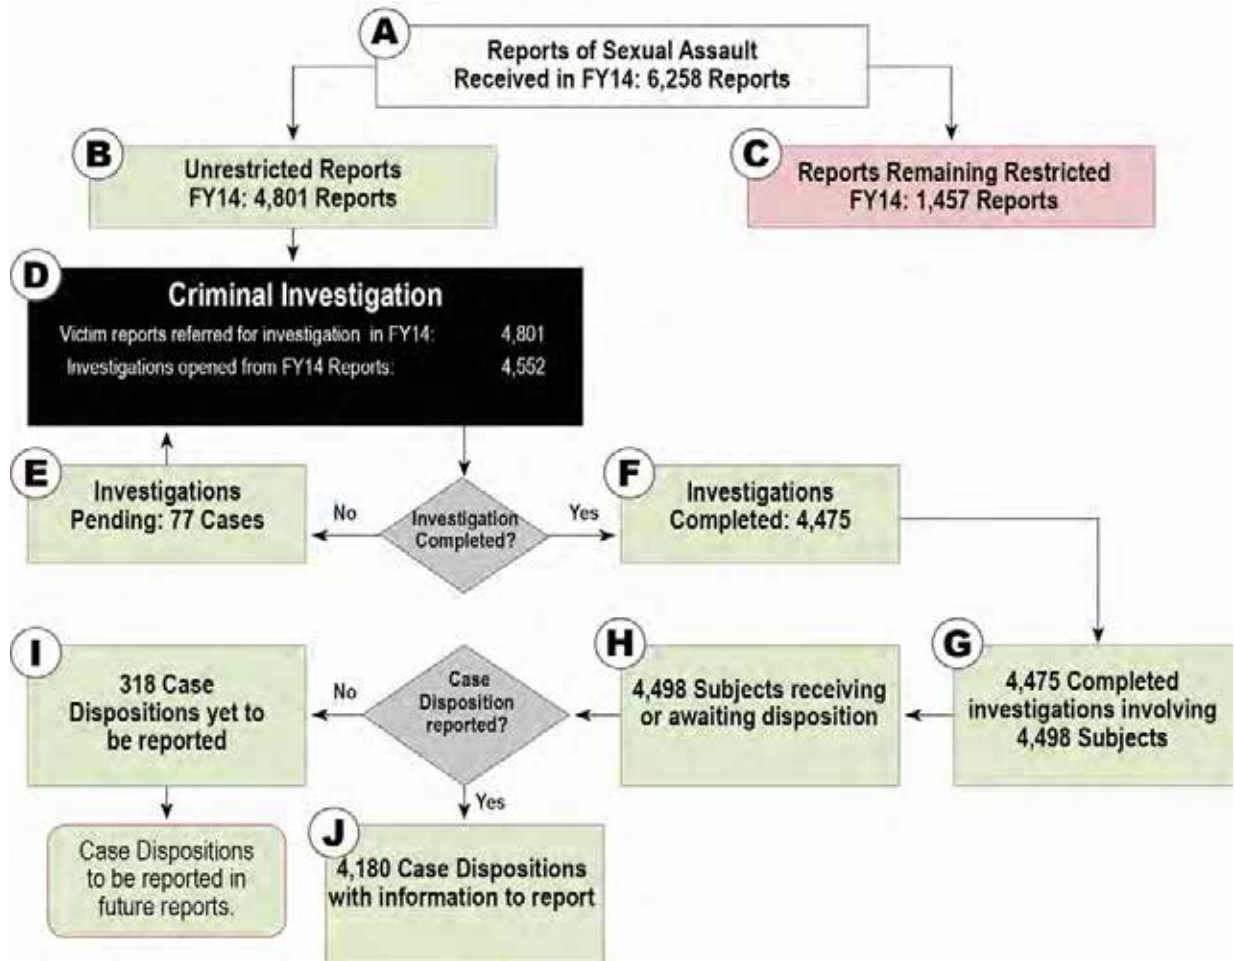 A
Reports of Sexual Assault
Received in FY14: 6,258 Reports
B
Unrestricted Reports
FY14: 4,801 Reports
C
Reports Remaining Restricted
FY14: 1,457 Reports
D
Criminal Investigation
Victim reports referred for investigation in FY14: 4,801
Investigations opened from FY14 Reports: 4,552
E
Investigations
Pending: 77 Cases
No
Investigation
Completed?
Yes
F
Investigations
Completed: 4,475
G
4,475 Completed
investigations involving
4,498 Subjects
H
4,498 Subjects receiving
or awaiting disposition
Case
Disposition
reported?
No
I
318 Case
Dispositions yet to
be reported
Case Dispositions
to be reported in
future reports.
Yes
J
4,180 Case Dispositions
with information to report